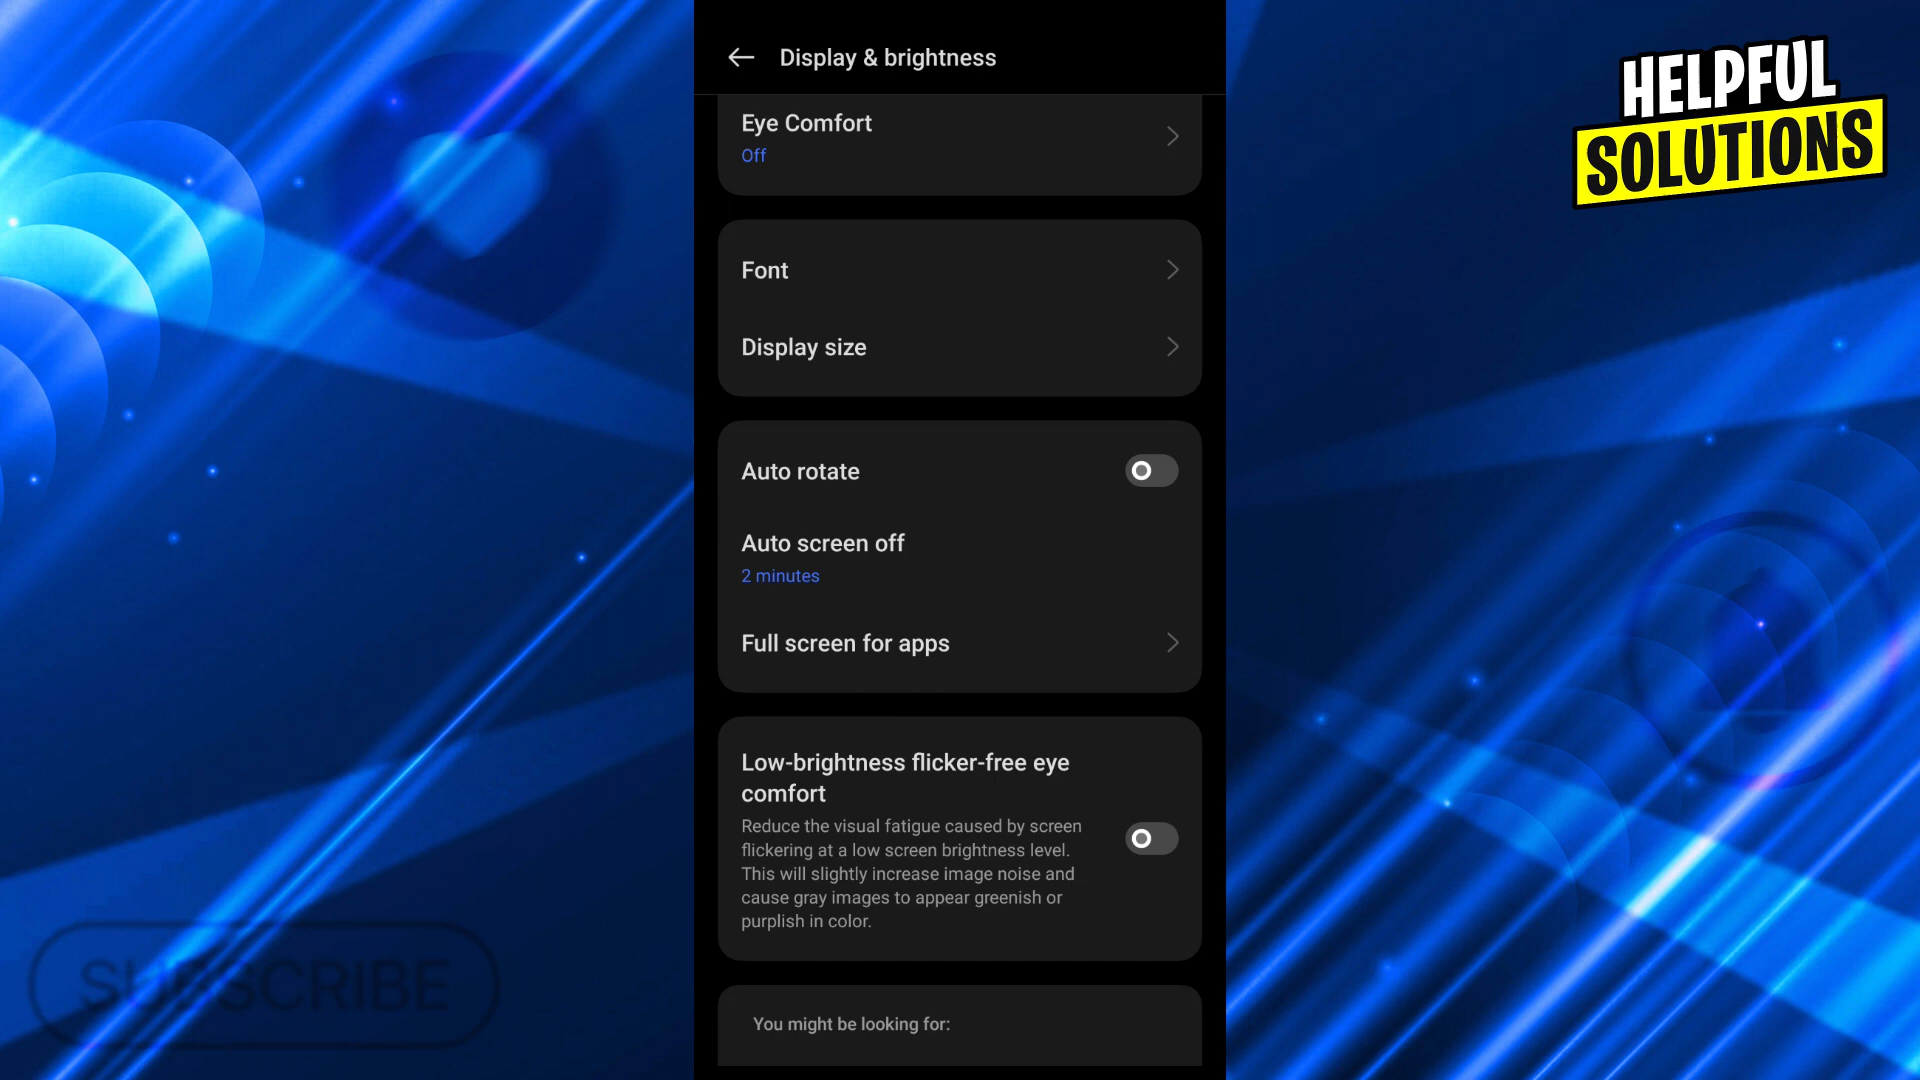 Display & brightness
HELPFUL
SOLUTIONS
Eye Comfort
Off
Font
Display size
Auto rotate
Auto screen off
2 minutes
Full screen for apps
Low-brightness flicker-free eye
comfort
Reduce the visual fatigue caused by screen
flickering at a low screen brightness level.
This will slightly increase image noise and
cause gray images to appear greenish or
purplish in color.
SUBSCRIBE
You might be looking for: